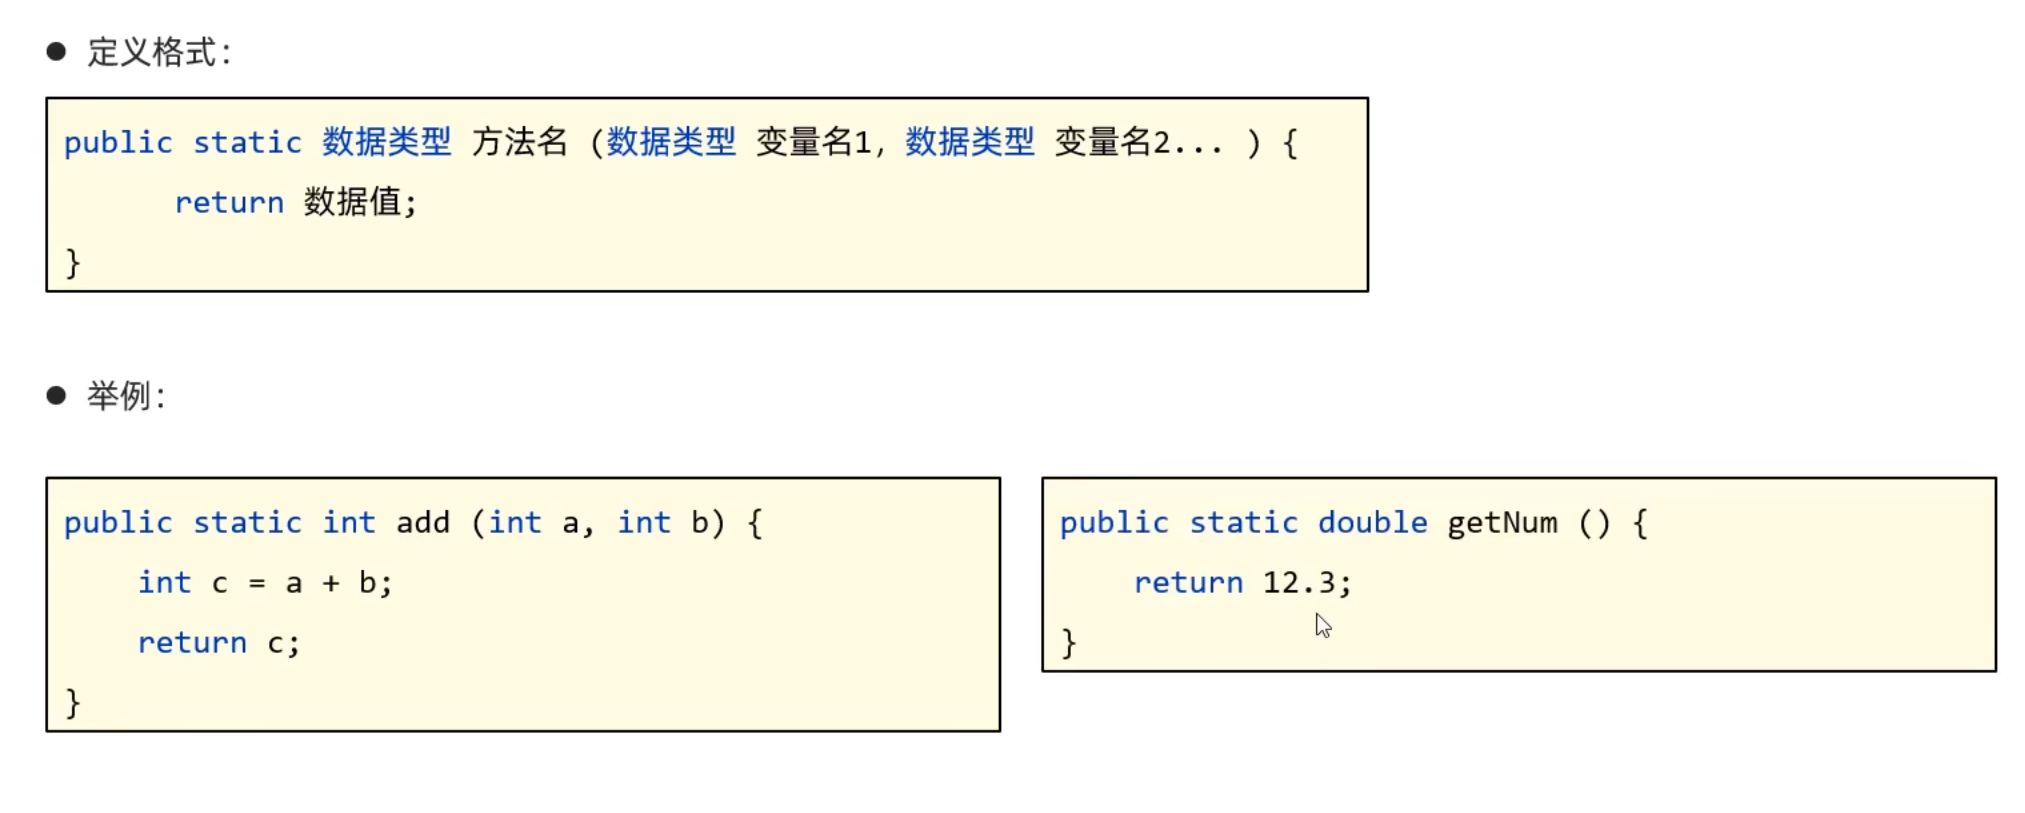 ● 定义格式：
public static 数据类型 方法名 (数据类型 变量名1, 数据类型 变量名2... ) {
return 数据值;
}
● 举例：
public static int add (int a, int b) {
int c = a + b;
return c;
}
public static double getNum () {
return 12.3;
}